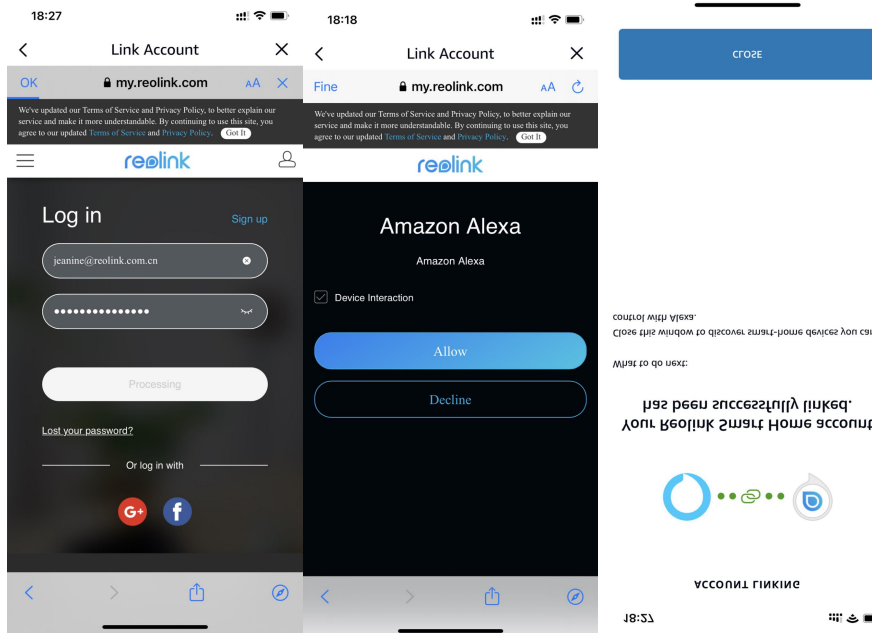 18:27
Link Account
OK
my.reolink.com
AA
We've updated our Terms of Service and Privacy Policy, to better explain our
service and make it more understandable. By continuing to use this site, you
agree to our updated Terms of Service and Privacy Policy. Got It
reolink
Log in
Sign up
jeanine@reolink.com.cn
Processing
Lost your password?
Or log in with
G+
f
18:18
Link Account
Fine
my.reolink.com
AA
We've updated our Terms of Service and Privacy Policy, to better explain our
service and make it more understandable. By continuing to use this site, you
agree to our updated Terms of Service and Privacy Policy. Got It
reolink
Amazon Alexa
Amazon Alexa
Device Interaction
Allow
Decline
18:27
ACCOUNT LINKING
Your Reolink Smart Home account
has been successfully linked.
What to do next:
Close this window to discover smart-home devices you can
control with Alexa.
CLOSE